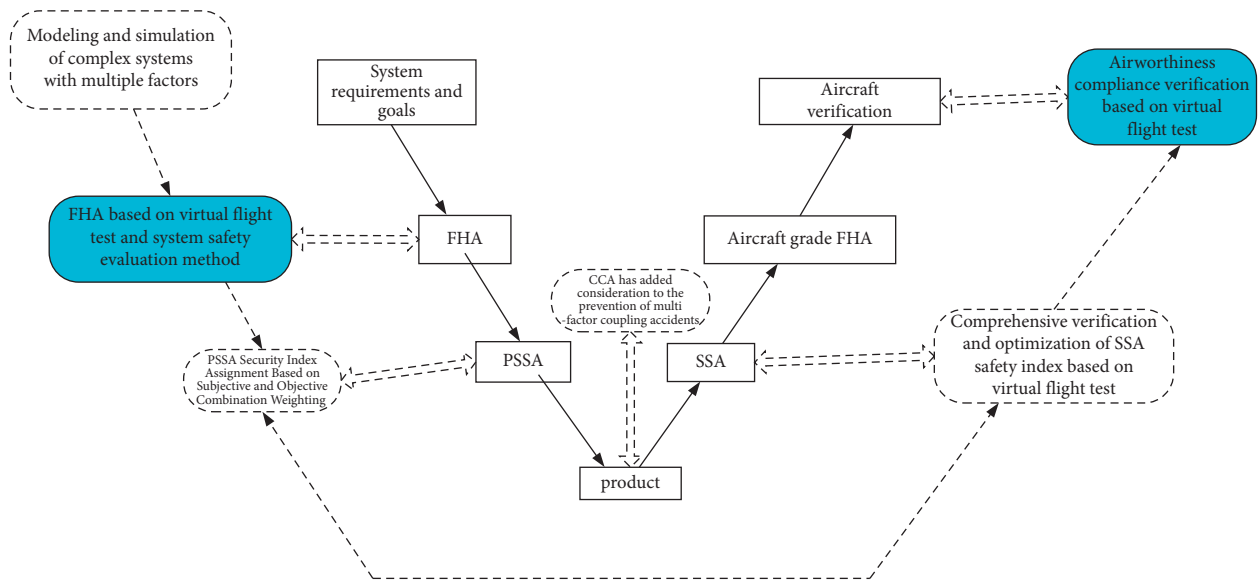 Modeling and simulation
of complex systems
with multiple factors
System
requirements and
goals
Aircraft
verification
Airworthiness
compliance verification
based on virtual
flight test
FHA based on virtual flight
test and system safety
evaluation method
FHA
Aircraft grade FHA
CCA has added
consideration to the
prevention of multi
-factor coupling accidents
PSSA Security Index
Assignment Based on
Subjective and Objective
Combination Weighting
PSSA
SSA
Comprehensive verification
and optimization of SSA
safety index based on
virtual flight test
product